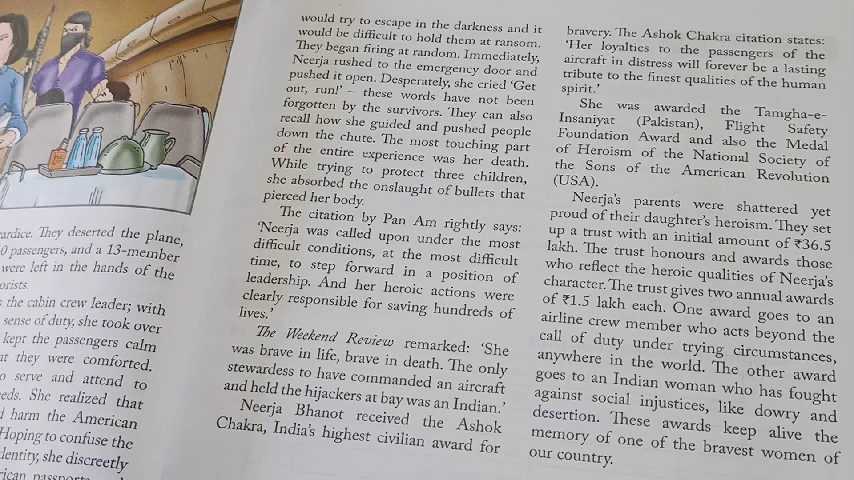 ardice. They deserted the plane,
0 passengers, and a 13-member
were left in the hands of the
orists.
s the cabin crew leader; with
sense of duty, she took over
kept the passengers calm
at they were comforted.
o serve and attend to
eds. She realized that
d harm the American
Hoping to confuse the
dentity, she discreetly
rican passports
would try to escape in the darkness and it
would be difficult to hold them at ransom.
They began firing at random. Immediately,
Neerja rushed to the emergency door and
pushed it open. Desperately, she cried ‘Get
out, run!’ – these words have not been
forgotten by the survivors. They can also
recall how she guided and pushed people
down the chute. The most touching part
of the entire experience was her death.
While trying to protect three children,
she absorbed the onslaught of bullets that
pierced her body.
The citation by Pan Am rightly says:
‘Neerja was called upon under the most
difficult conditions, at the most difficult
time, to step forward in a position of
leadership. And her heroic actions were
clearly responsible for saving hundreds of
lives.’
The Weekend Review remarked: ‘She
was brave in life, brave in death. The only
stewardess to have commanded an aircraft
and held the hijackers at bay was an Indian.’
Neerja Bhanot received the Ashok
Chakra, India’s highest civilian award for
bravery. The Ashok Chakra citation states:
‘Her loyalties to the passengers of the
aircraft in distress will forever be a lasting
tribute to the finest qualities of the human
spirit.’
She was awarded the Tamgha-e-
Insaniyat (Pakistan), Flight Safety
Foundation Award and also the Medal
of Heroism of the National Society of
the Sons of the American Revolution
(USA).
Neerja’s parents were shattered yet
proud of their daughter’s heroism. They set
up a trust with an initial amount of ₹36.5
lakh. The trust honours and awards those
who reflect the heroic qualities of Neerja’s
character. The trust gives two annual awards
of ₹1.5 lakh each. One award goes to an
airline crew member who acts beyond the
call of duty under trying circumstances,
anywhere in the world. The other award
goes to an Indian woman who has fought
against social injustices, like dowry and
desertion. These awards keep alive the
memory of one of the bravest women of
our country.